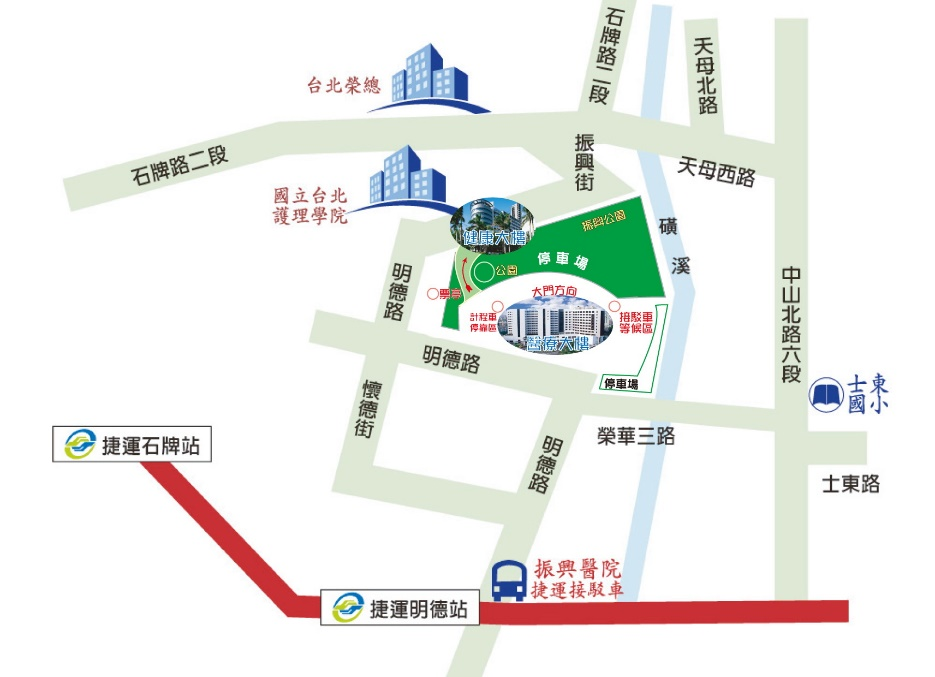 石牌路二段
天母北路
台北榮總
石牌路二段
振興街
天母西路
國立台北
護理學院
振興公園
健康大樓
磺溪
停車場
公園
明德路
票亭
大門方向
計程車
停靠區
接駁車
等候區
醫療大樓
中山北路六段
明德路
停車場
士東
國小
懷德街
捷運石牌站
明德路
榮華三路
士東路
振興醫院
捷運接駁車
捷運明德站